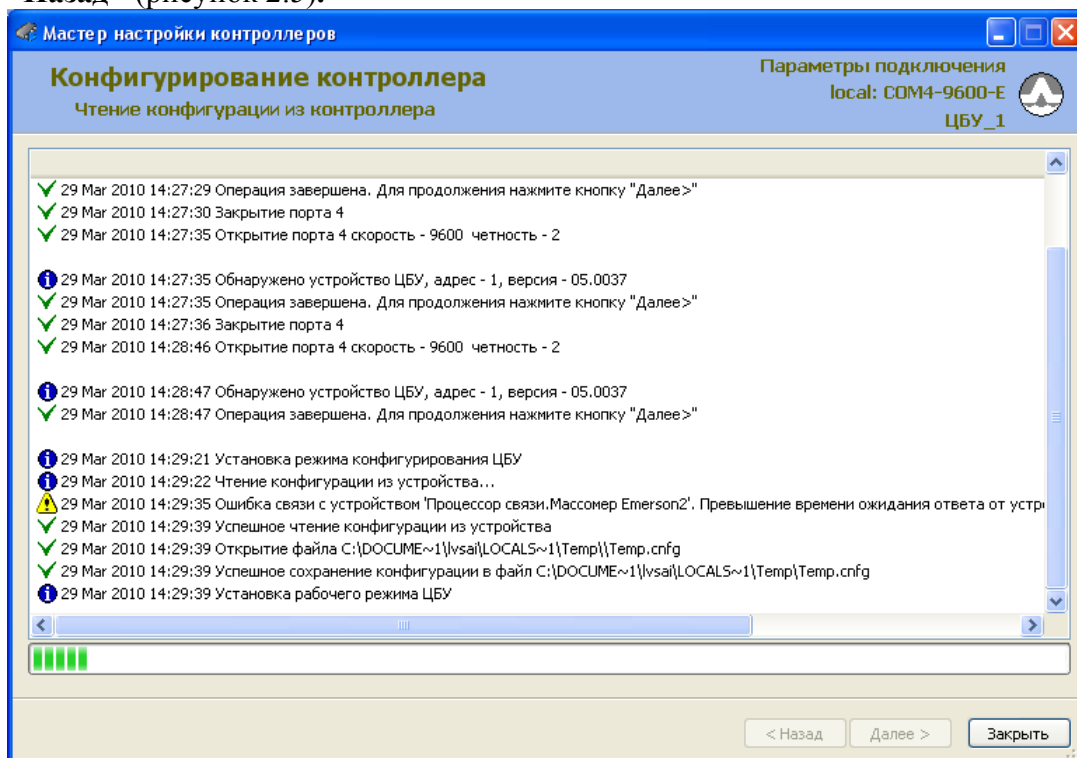 Назад" (рисунок 2.3).
Мастер настройки контроллеров
Конфигурирование контроллера
Чтение конфигурации из контроллера
Параметры подключения
local: COM4-9600-E
ЦБУ_1
29 Mar 2010 14:27:29 Операция завершена. Для продолжения нажмите кнопку "Далее>"
29 Mar 2010 14:27:30 Закрытие порта 4
29 Mar 2010 14:27:35 Открытие порта 4 скорость - 9600 четность - 2
29 Mar 2010 14:27:35 Обнаружено устройство ЦБУ, адрес - 1, версия - 05.0037
29 Mar 2010 14:27:35 Операция завершена. Для продолжения нажмите кнопку "Далее>"
29 Mar 2010 14:27:36 Закрытие порта 4
29 Mar 2010 14:28:46 Открытие порта 4 скорость - 9600 четность - 2
29 Mar 2010 14:28:47 Обнаружено устройство ЦБУ, адрес - 1, версия - 05.0037
29 Mar 2010 14:28:47 Операция завершена. Для продолжения нажмите кнопку "Далее>"
29 Mar 2010 14:29:21 Установка режима конфигурирования ЦБУ
29 Mar 2010 14:29:22 Чтение конфигурации из устройства...
29 Mar 2010 14:29:35 Ошибка связи с устройством 'Процессор связи.Массомер Emerson2'. Превышение времени ожидания ответа от устр
29 Mar 2010 14:29:39 Успешное чтение конфигурации из устройства
29 Mar 2010 14:29:39 Открытие файла C:\DOCUME~1\lvsai\LOCALS~1\Temp\\Temp.cnfg
29 Mar 2010 14:29:39 Успешное сохранение конфигурации в файл C:\DOCUME~1\lvsai\LOCALS~1\Temp\Temp.cnfg
29 Mar 2010 14:29:39 Установка рабочего режима ЦБУ
< Назад Далее > Закрыть